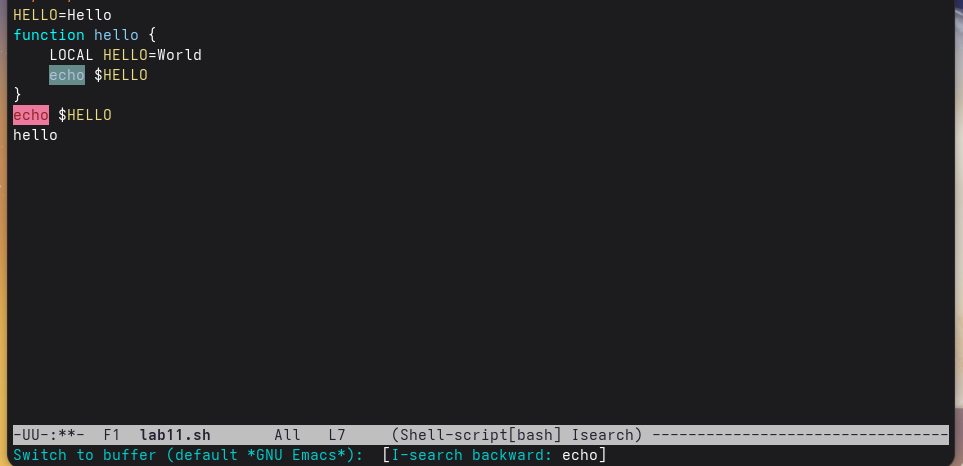 HELLO=Hello
function hello {
    LOCAL HELLO=World
    echo $HELLO
}
echo $HELLO
hello
-UU-:**-  F1  lab11.sh       All   L7     (Shell-script[bash] Isearch) ---------------------------------
Switch to buffer (default *GNU Emacs*):  [I-search backward: echo]